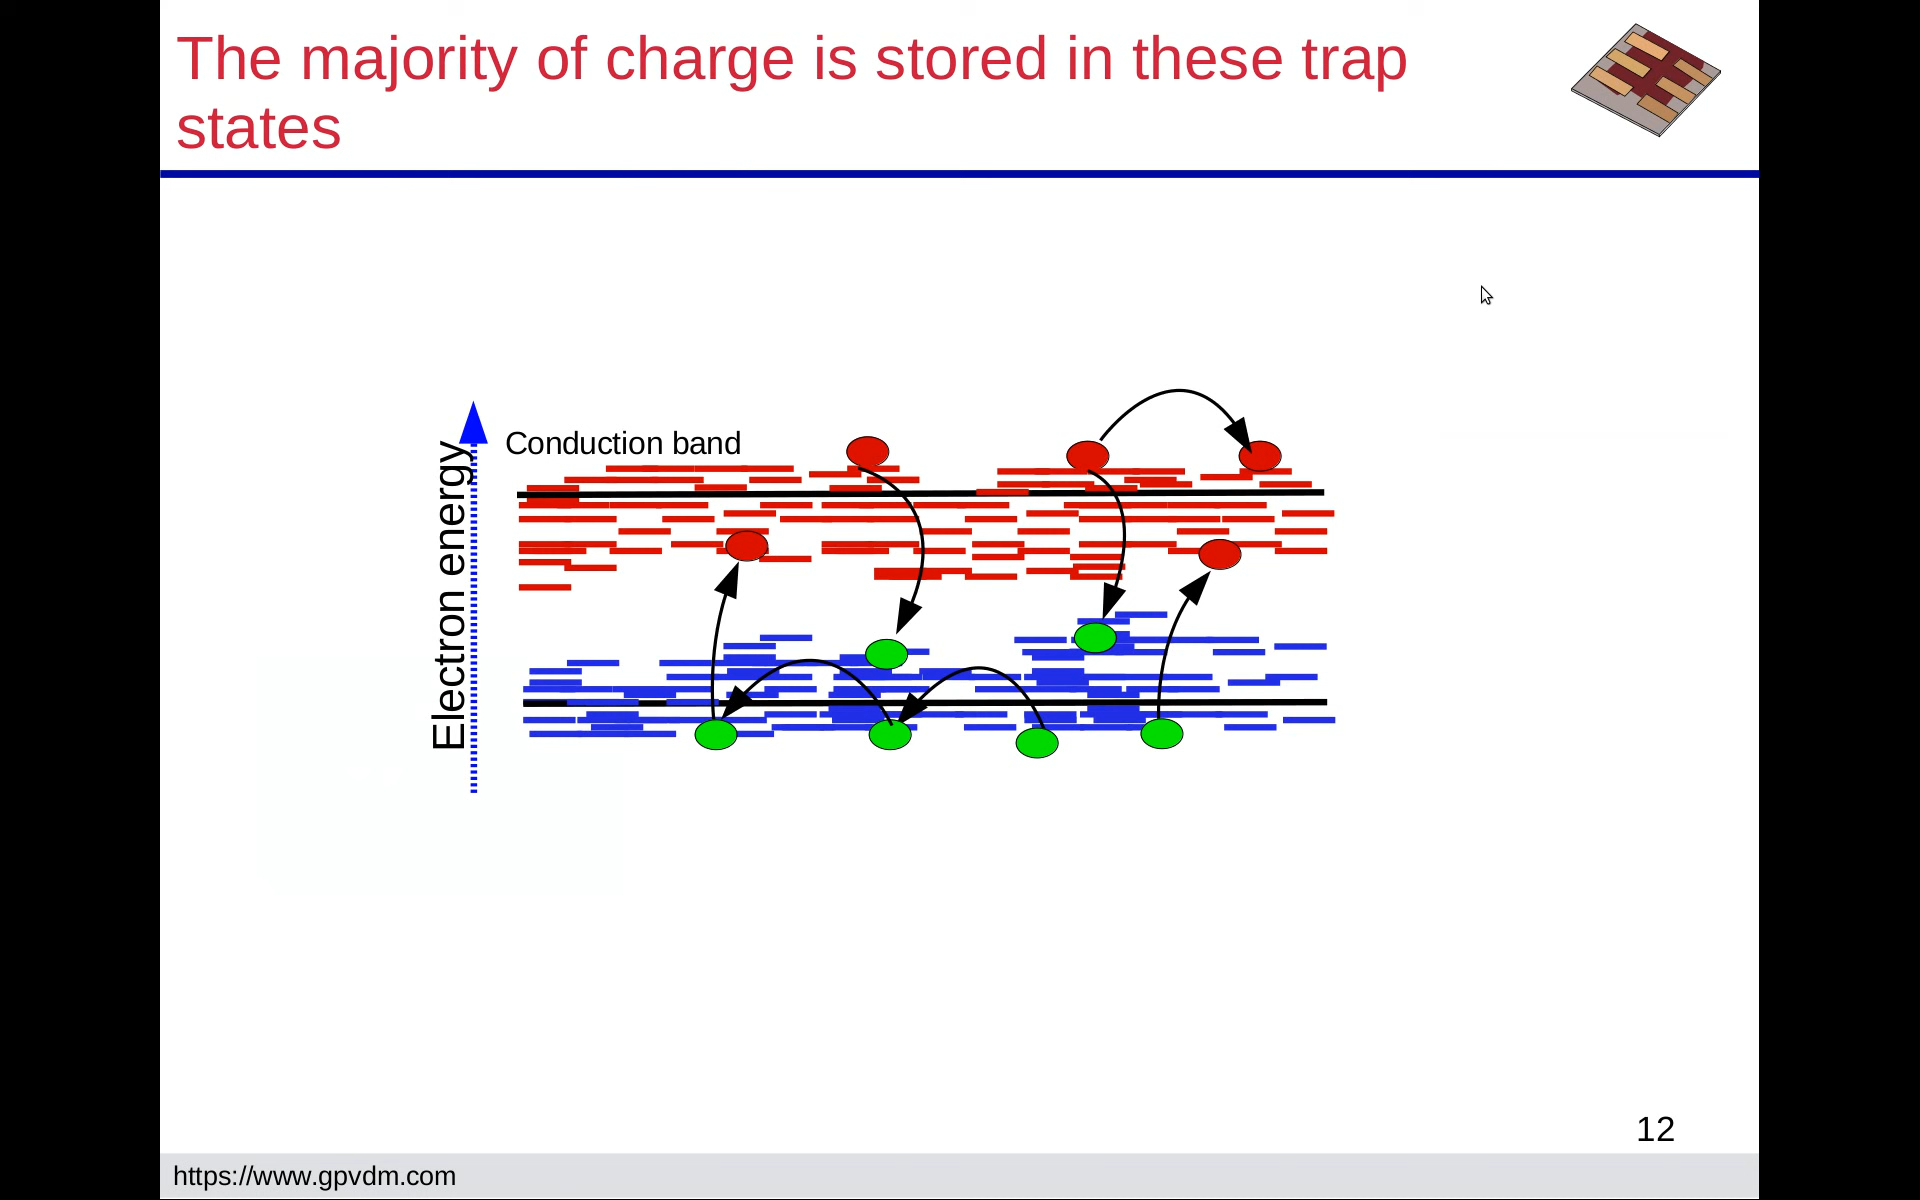 The majority of charge is stored in these trap
states
Conduction band
Electron energy
12
https://www.gpvdm.com